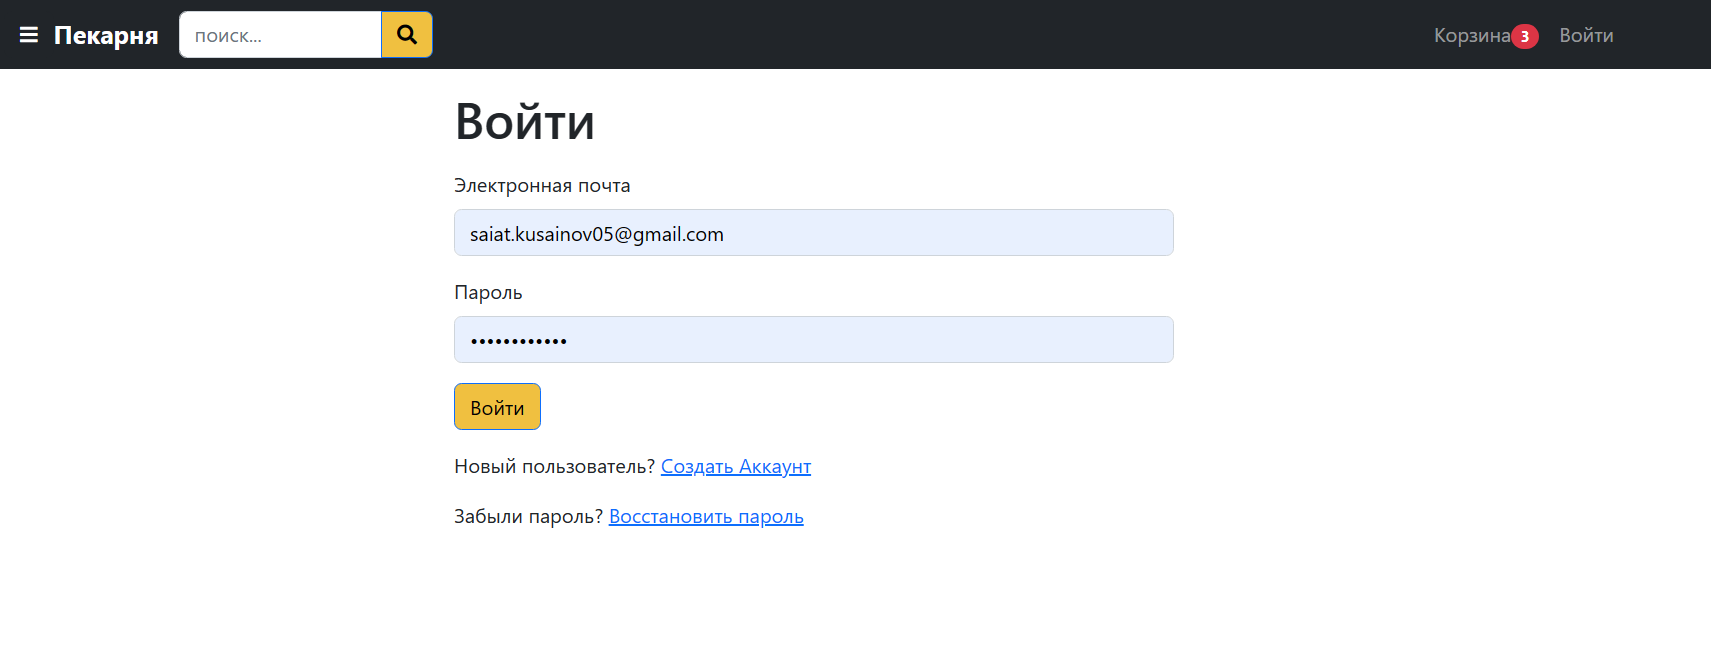 Пекарня поиск... Корзина 3 Войти
Войти
Электронная почта
saiat.kusainov05@gmail.com
Пароль
••••••••••••
Войти
Новый пользователь? Создать Аккаунт
Забыли пароль? Восстановить пароль